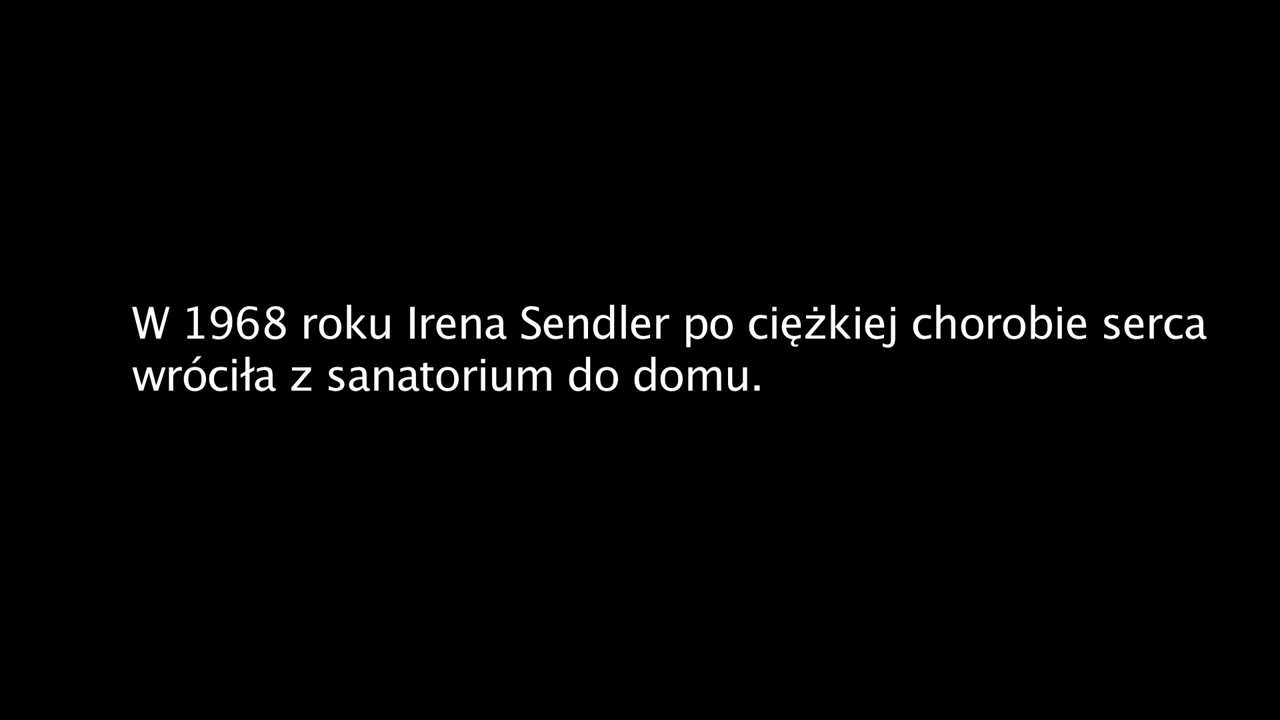 W 1968 roku Irena Sendler po ciężkiej chorobie serca
wróciła z sanatorium do domu.